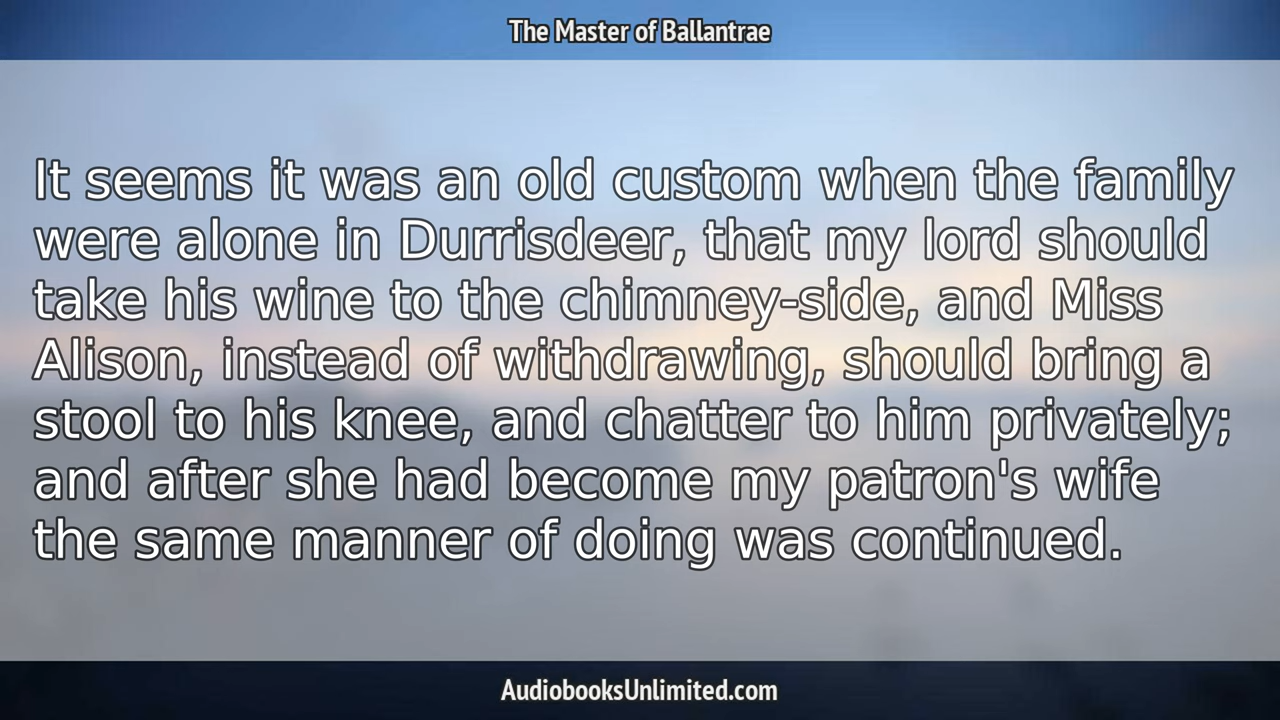 The Master of Ballantrae
It seems it was an old custom when the family
were alone in Durrisdeer, that my lord should
take his wine to the chimney-side, and Miss
Alison, instead of withdrawing, should bring a
stool to his knee, and chatter to him privately;
and after she had become my patron's wife
the same manner of doing was continued.
AudiobooksUnlimited.com